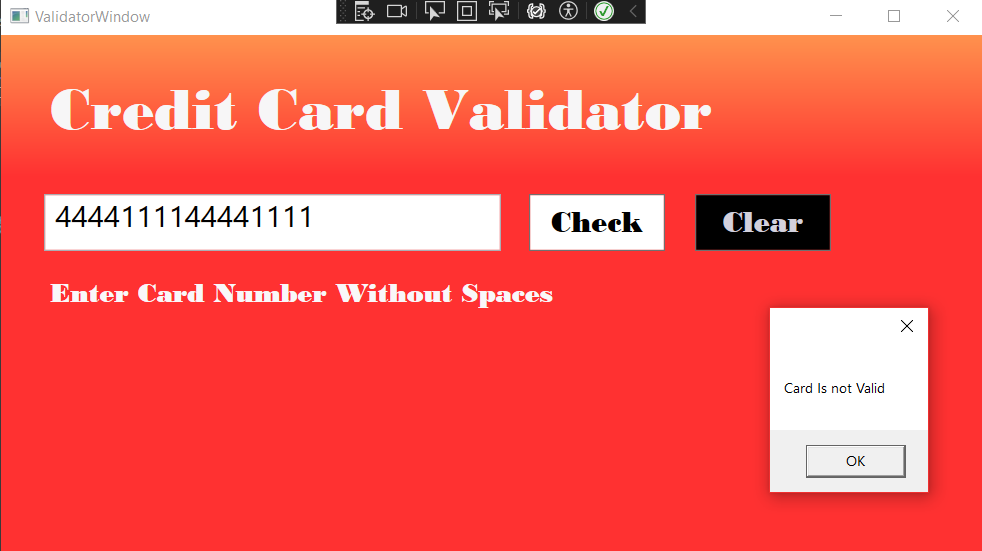 ValidatorWindow
Credit Card Validator
4444111144441111
Check
Clear
Enter Card Number Without Spaces
Card Is not Valid
OK